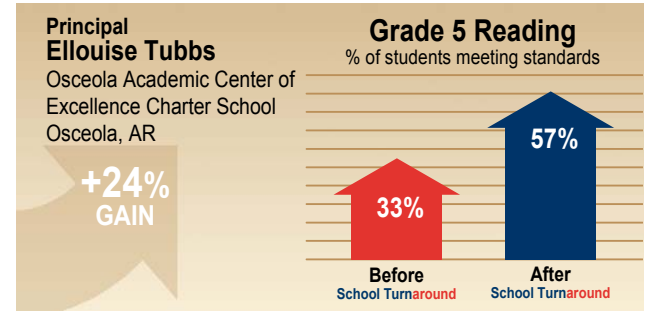 Principal
Ellouise Tubbs
Osceola Academic Center of
Excellence Charter School
Osceola, AR
+24%
GAIN
Grade 5 Reading
% of students meeting standards
33%
57%
Before
School Turnaround
After
School Turnaround